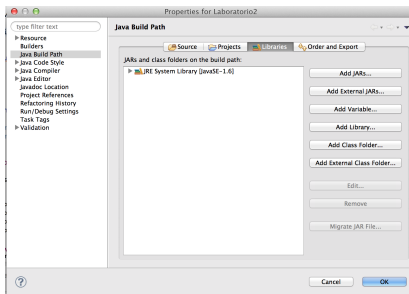 Properties for Laboratorio2
type filter text
Resource
Builders
Java Build Path
Java Code Style
Java Compiler
Java Editor
Javadoc Location
Project References
Refactoring History
Run/Debug Settings
Task Tags
Validation
Java Build Path
Source
Projects
Libraries
Order and Export
JARs and class folders on the build path:
JRE System Library [JavaSE-1.6]
Add JARs...
Add External JARs...
Add Variable...
Add Library...
Add Class Folder...
Add External Class Folder...
Edit...
Remove
Migrate JAR File...
?
Cancel
OK